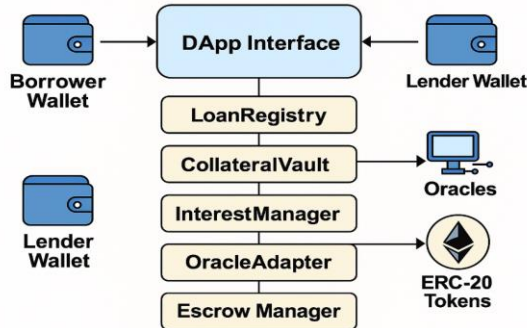 DApp Interface
Borrower
Wallet
Lender Wallet
LoanRegistry
CollateralVault
Oracles
Lender
Wallet
InterestManager
OracleAdapter
ERC-20
Tokens
Escrow Manager